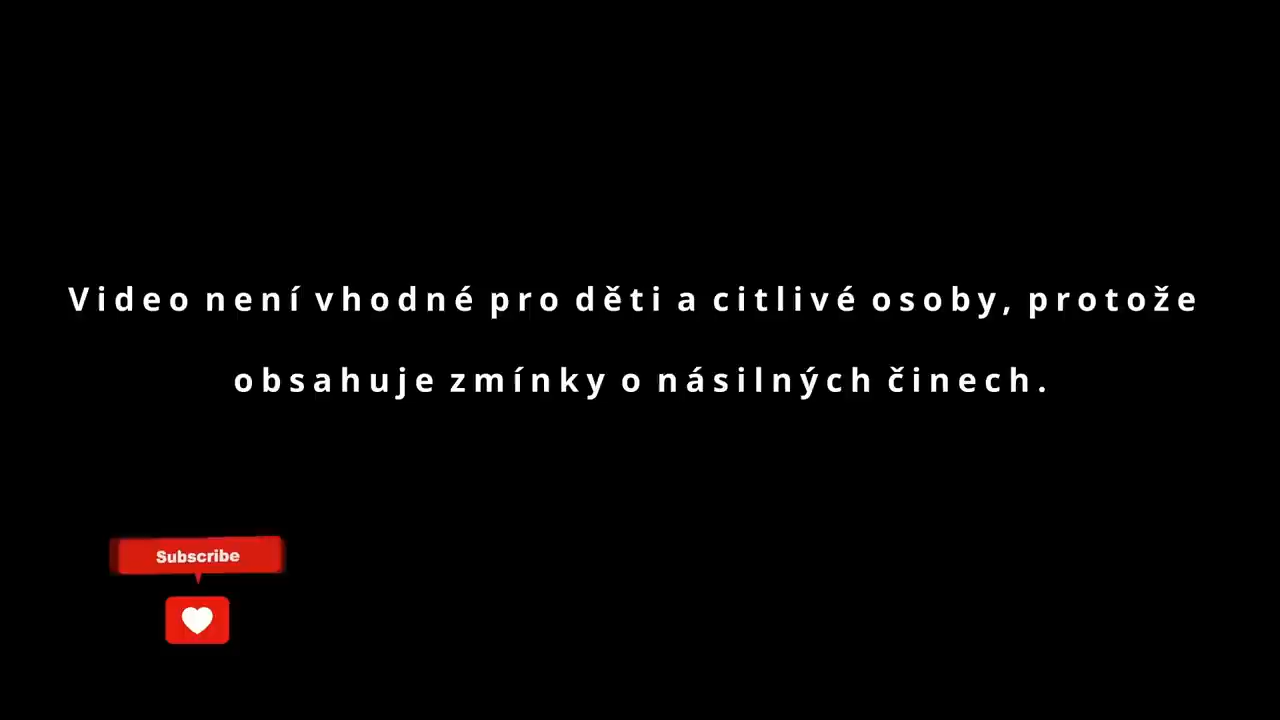 Video není vhodné pro děti a citlivé osoby, protože
obsahuje zmínky o násilných činech.
Subscribe